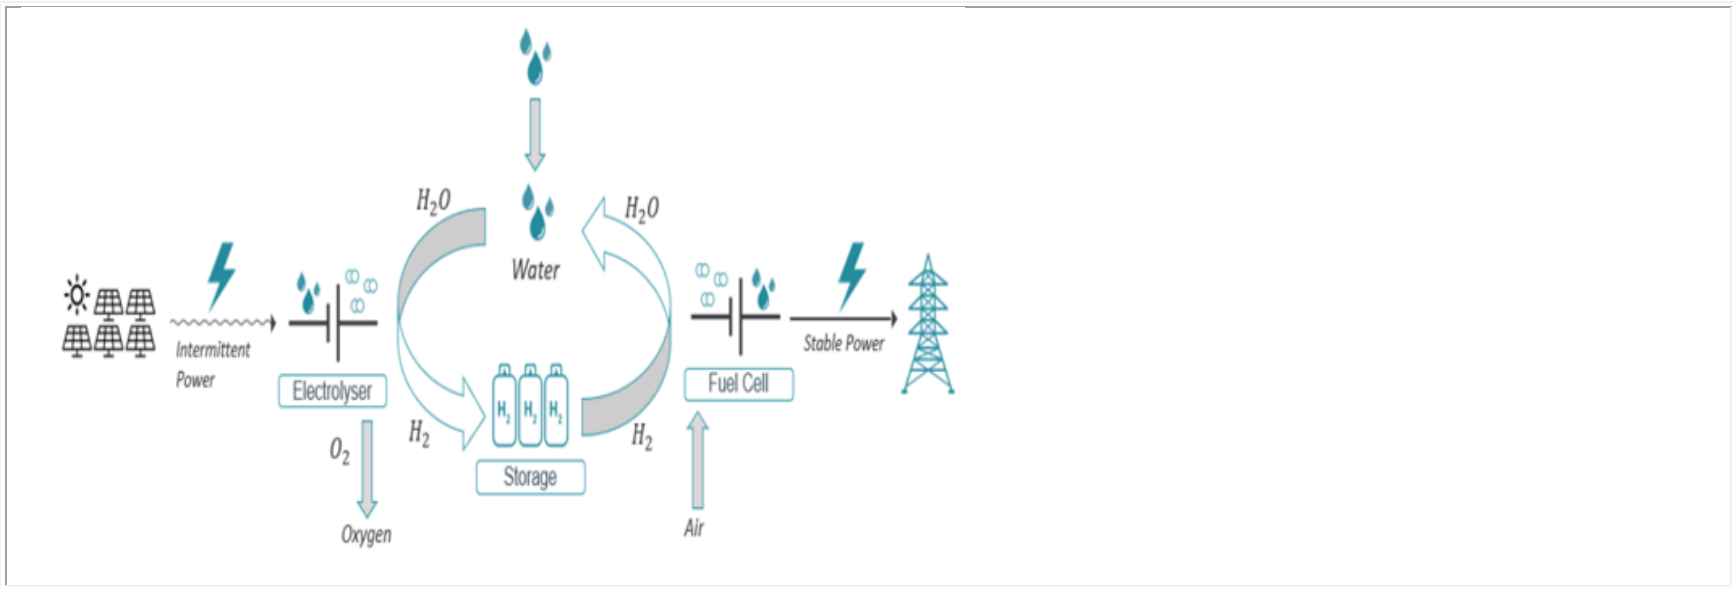 H₂O
H₂O
Water
Intermittent
Power
Stable Power
Electrolyser
Fuel Cell
H₂
H₂
H₂
H₂
H₂
O₂
Storage
Oxygen
Air